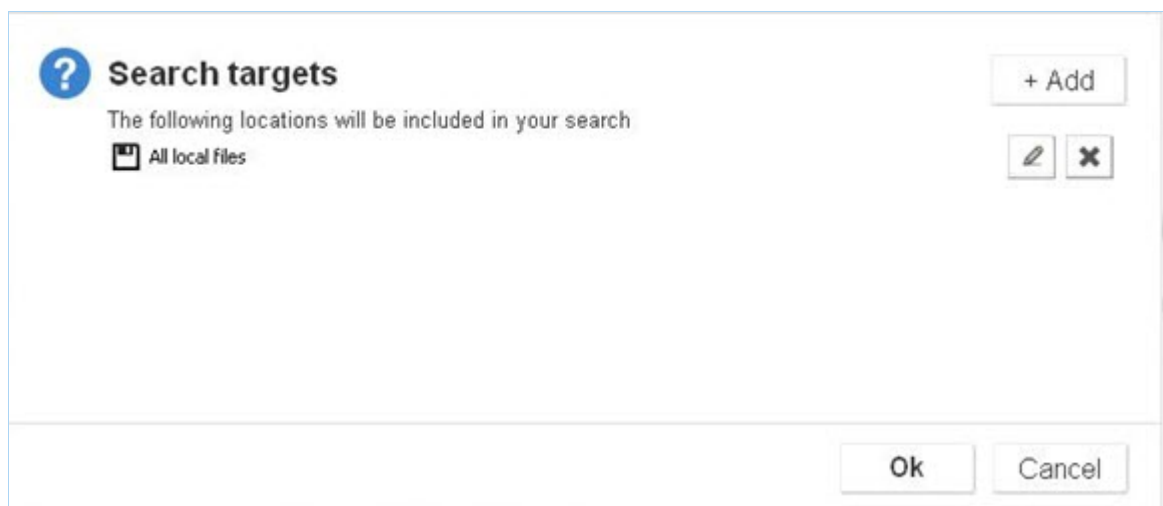 Search targets
+ Add
The following locations will be included in your search
All local files
Ok
Cancel